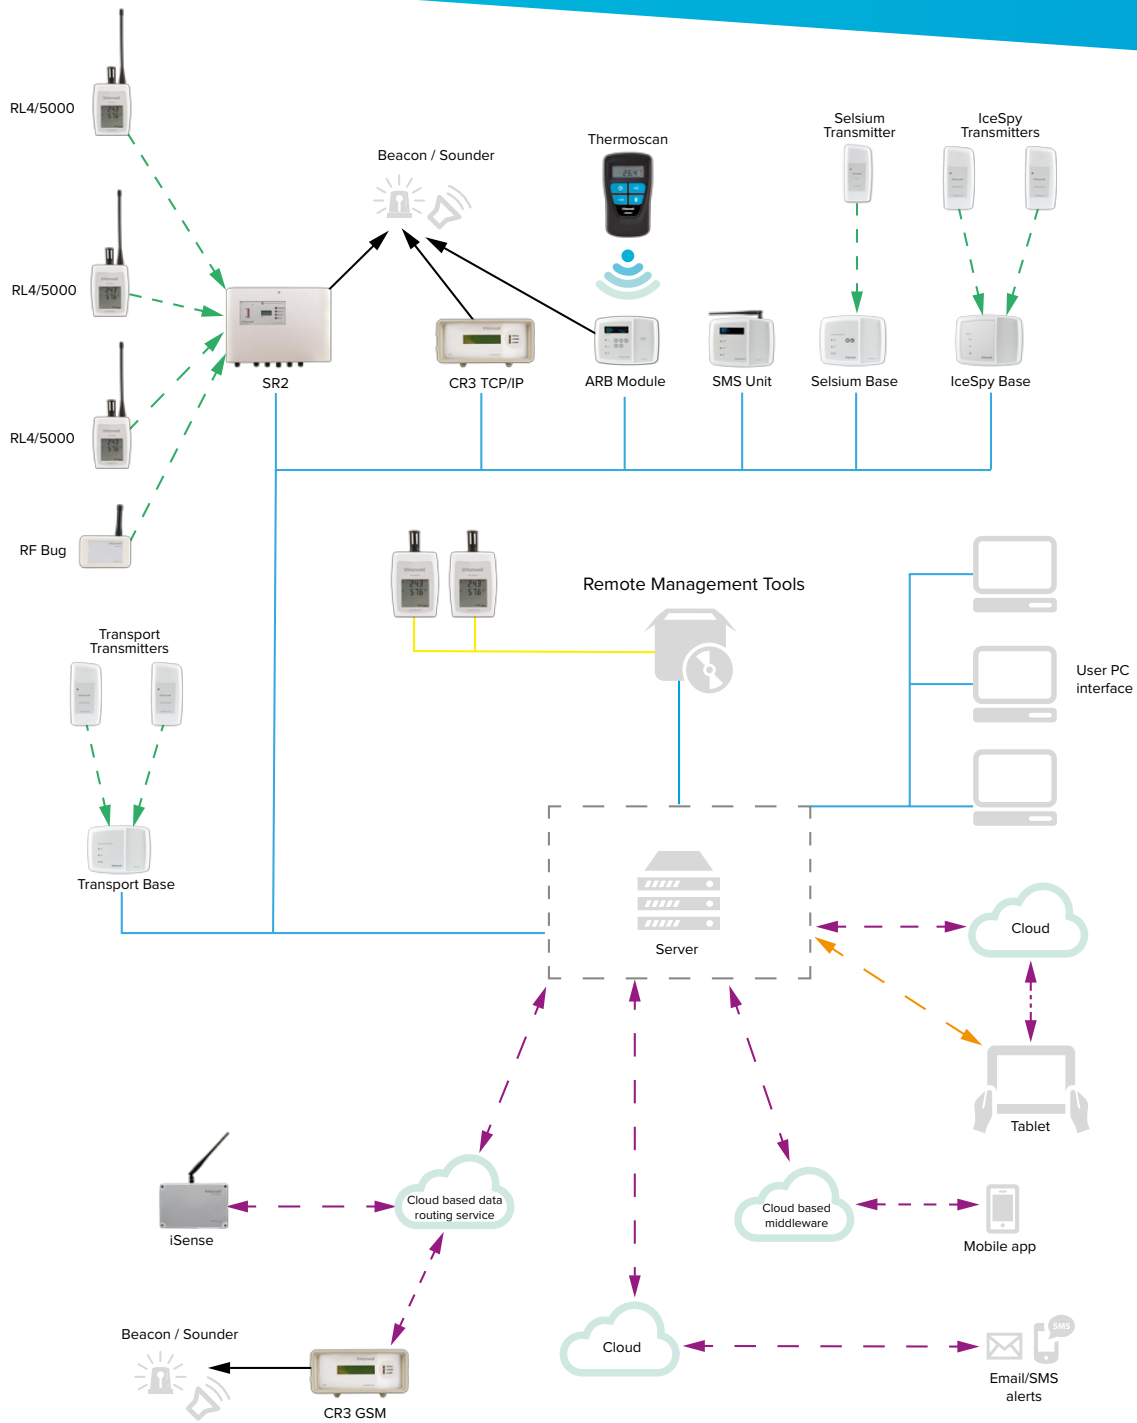 RL4/5000
Beacon / Sounder
Thermoscan
Selsium
Transmitter
IceSpy
Transmitters
RL4/5000
SR2
CR3 TCP/IP
ARB Module
SMS Unit
Selsium Base
IceSpy Base
RL4/5000
RF Bug
Remote Management Tools
Transport
Transmitters
User PC
interface
Transport Base
Server
Cloud
Tablet
Cloud based data
routing service
Cloud based
middleware
iSense
Mobile app
Beacon / Sounder
Cloud
SMS
Email/SMS
alerts
CR3 GSM